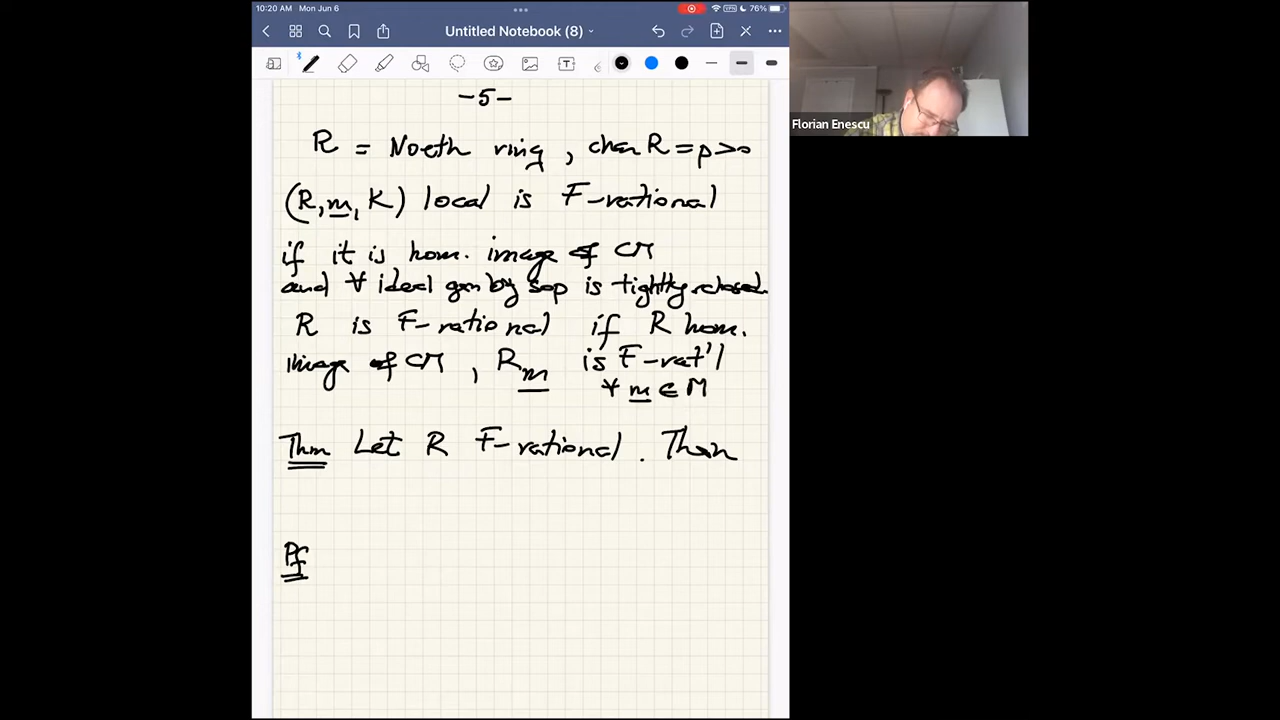 10:20 AM Mon Jun 6
VPN 76%
Untitled Notebook (8)
-5-
R = Noeth ring, char R = p>0
(R, m, K) local is F-rational
if it is hom. image of CM
and ∀ ideal gen by sop is tightly closed.
R is F-rational if R hom.
image of CM, R_m is F-rat'l
∀ m ∈ M
Thm Let R F-rational. Then
Pf
Florian Enescu